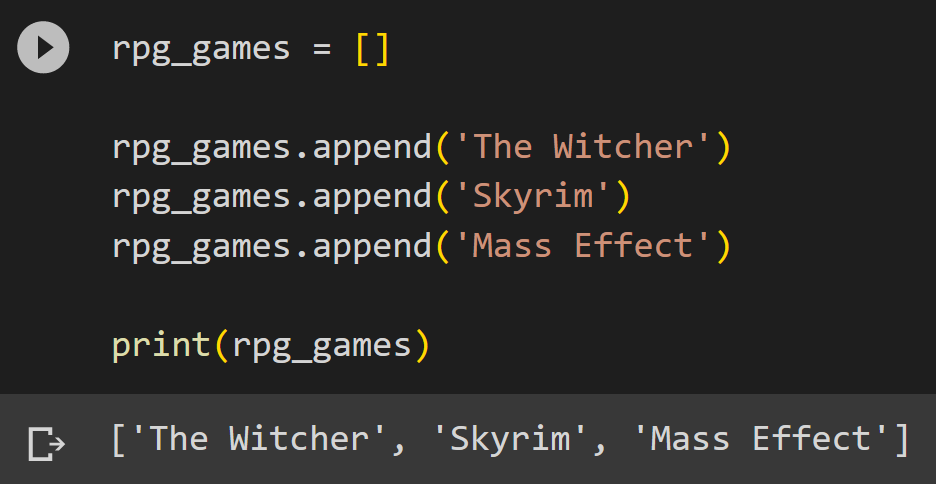 rpg_games = []
rpg_games.append('The Witcher')
rpg_games.append('Skyrim')
rpg_games.append('Mass Effect')
print(rpg_games)
['The Witcher', 'Skyrim', 'Mass Effect']